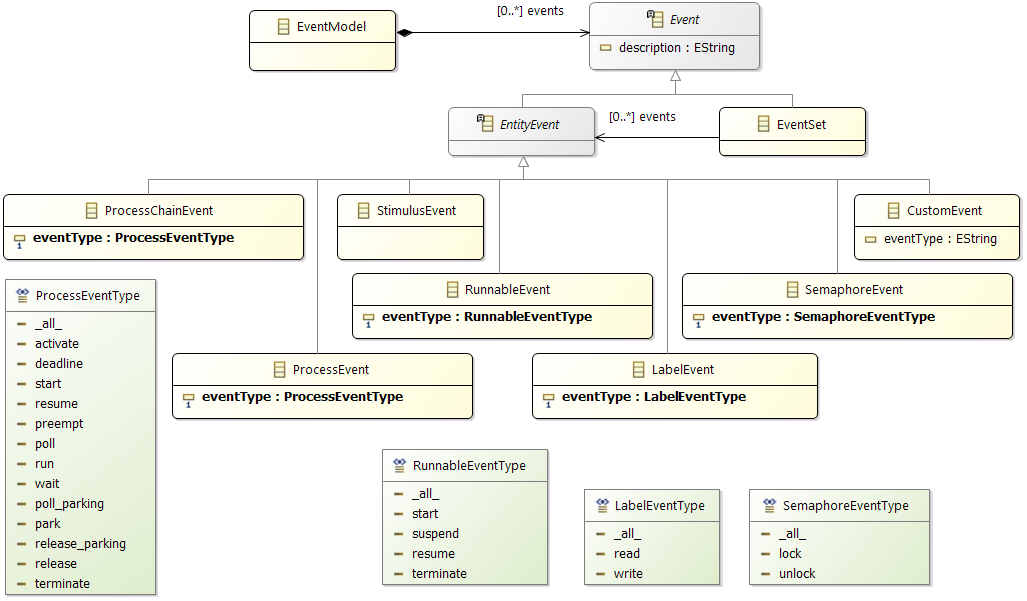 EventModel
[0..*] events
Event
description : EString
EntityEvent
[0..*] events
EventSet
ProcessChainEvent
1
eventType : ProcessEventType
StimulusEvent
CustomEvent
eventType : EString
RunnableEvent
1
eventType : RunnableEventType
SemaphoreEvent
1
eventType : SemaphoreEventType
ProcessEvent
1
eventType : ProcessEventType
LabelEvent
1
eventType : LabelEventType
ProcessEventType
_all_
activate
deadline
start
resume
preempt
poll
run
wait
poll_parking
park
release_parking
release
terminate
RunnableEventType
_all_
start
suspend
resume
terminate
LabelEventType
_all_
read
write
SemaphoreEventType
_all_
lock
unlock